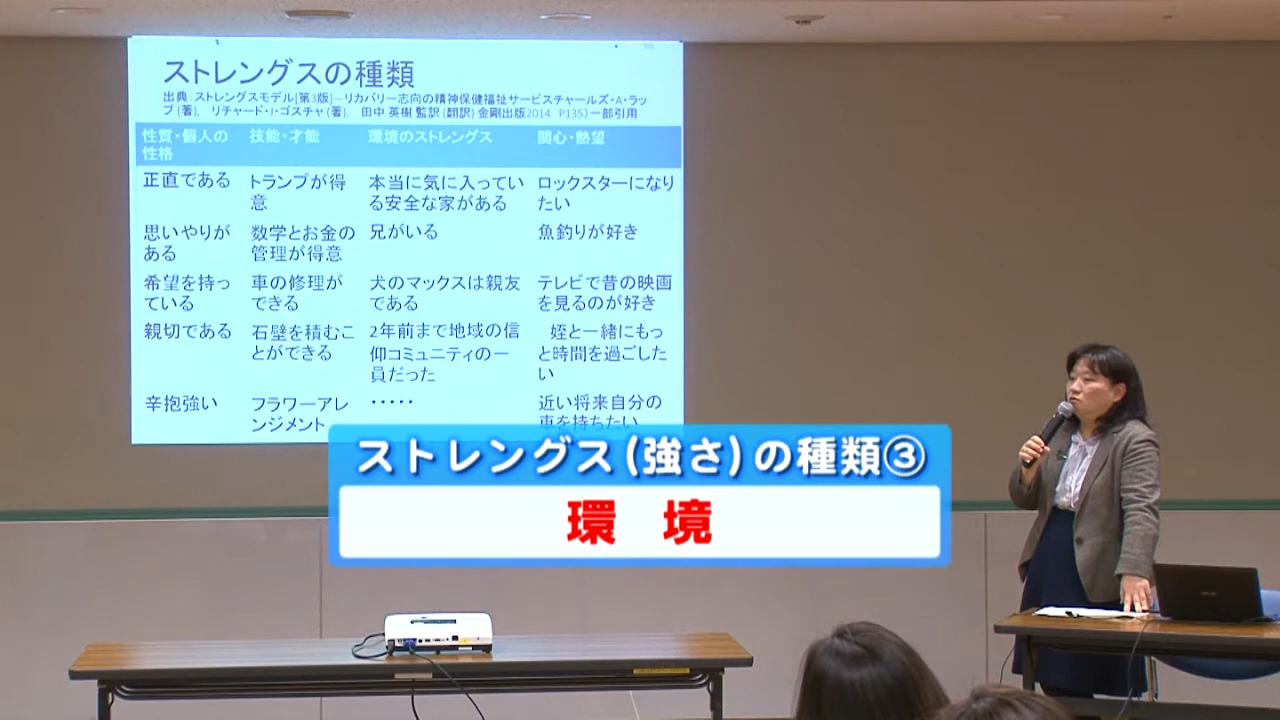 ストレングスの種類
出典：ストレングスモデル[第3版]―リカバリー志向の精神保健福祉サービスチャールズ・A・ラッ
プ(著), リチャード・J・ゴスチャ(著), 田中 英樹 監訳(翻訳) 金剛出版2014 P135) 一部引用
性質・個人の 技能・才能 環境のストレングス 関心・熱望
性格
正直である トランプが得 本当に気に入ってい ロックスターになり
意 る安全な家がある たい
思いやりが 数学とお金の 兄がいる 魚釣りが好き
ある 管理が得意
希望を持っ 車の修理が 犬のマックスは親友 テレビで昔の映画
ている できる である を見るのが好き
親切である 石壁を積むこ 2年前まで地域の信 姪と一緒にもっ
とができる 仰コミュニティの一 と時間を過ごした
員だった い
辛抱強い フラワーアレ ・・・・・ 近い将来自分の
ンジメント 車を持ちたい
ストレングス(強さ)の種類③
環 境